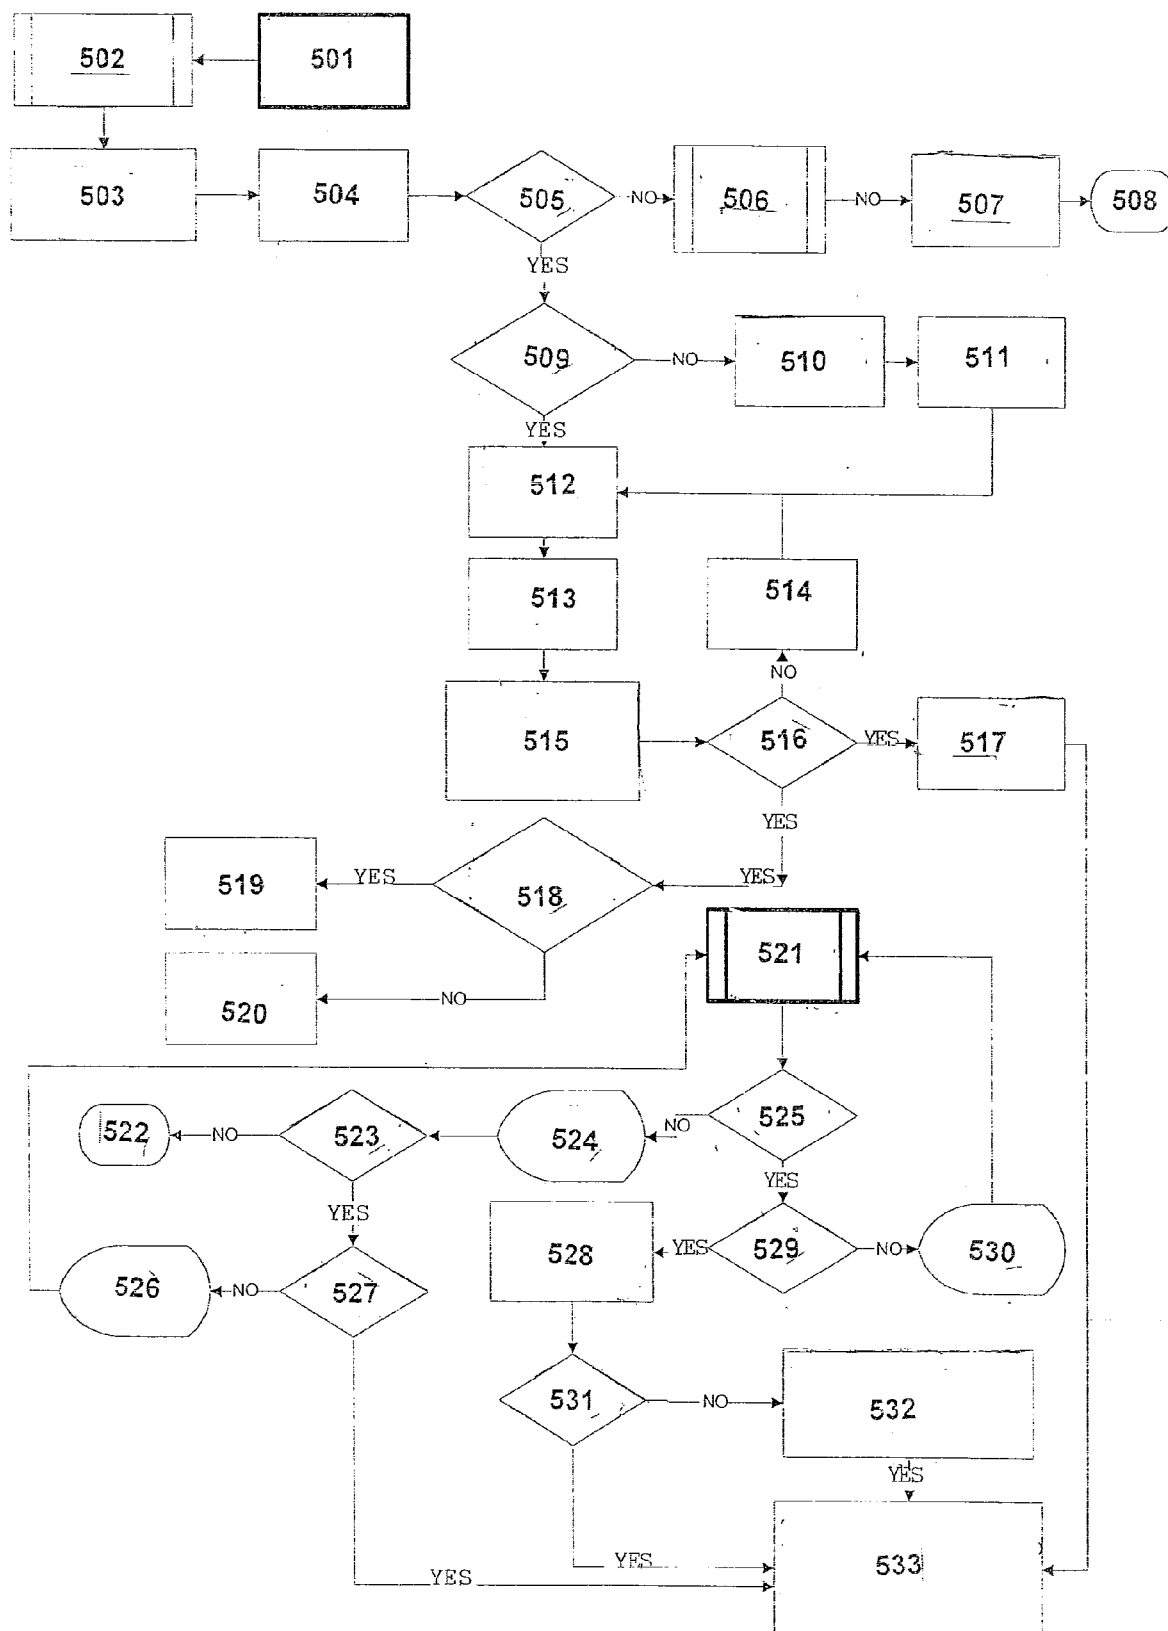 502
501
503
504
505
NO
506
NO
507
508
YES
509
NO
510
511
YES
512
513
514
NO
515
516
YES
517
YES
519
YES
518
YES
520
NO
521
522
NO
523
524
NO
525
YES
YES
528
YES
529
NO
530
526
NO
527
531
NO
532
YES
YES
533
YES